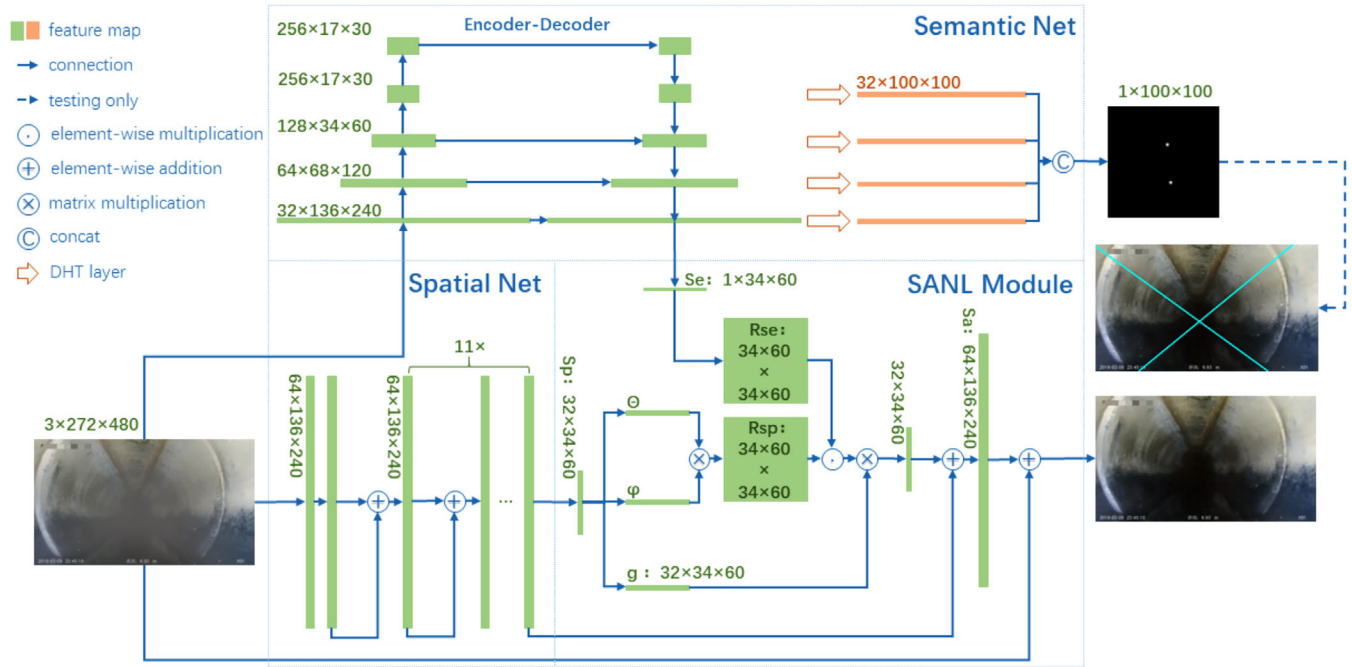 feature map
connection
testing only
element-wise multiplication
element-wise addition
matrix multiplication
C concat
DHT layer
Encoder-Decoder
Semantic Net
256×17×30
256×17×30
128×34×60
64×68×120
32×136×240
32×100×100
C
1×100×100
Spatial Net
SANL Module
Se: 1×34×60
11×
3×272×480
64×136×240
64×136×240
...
Sp: 32×34×60
Θ
φ
g : 32×34×60
Rse:
34×60
×
34×60
Rsp:
34×60
×
34×60
32×34×60
Sa: 64×136×240